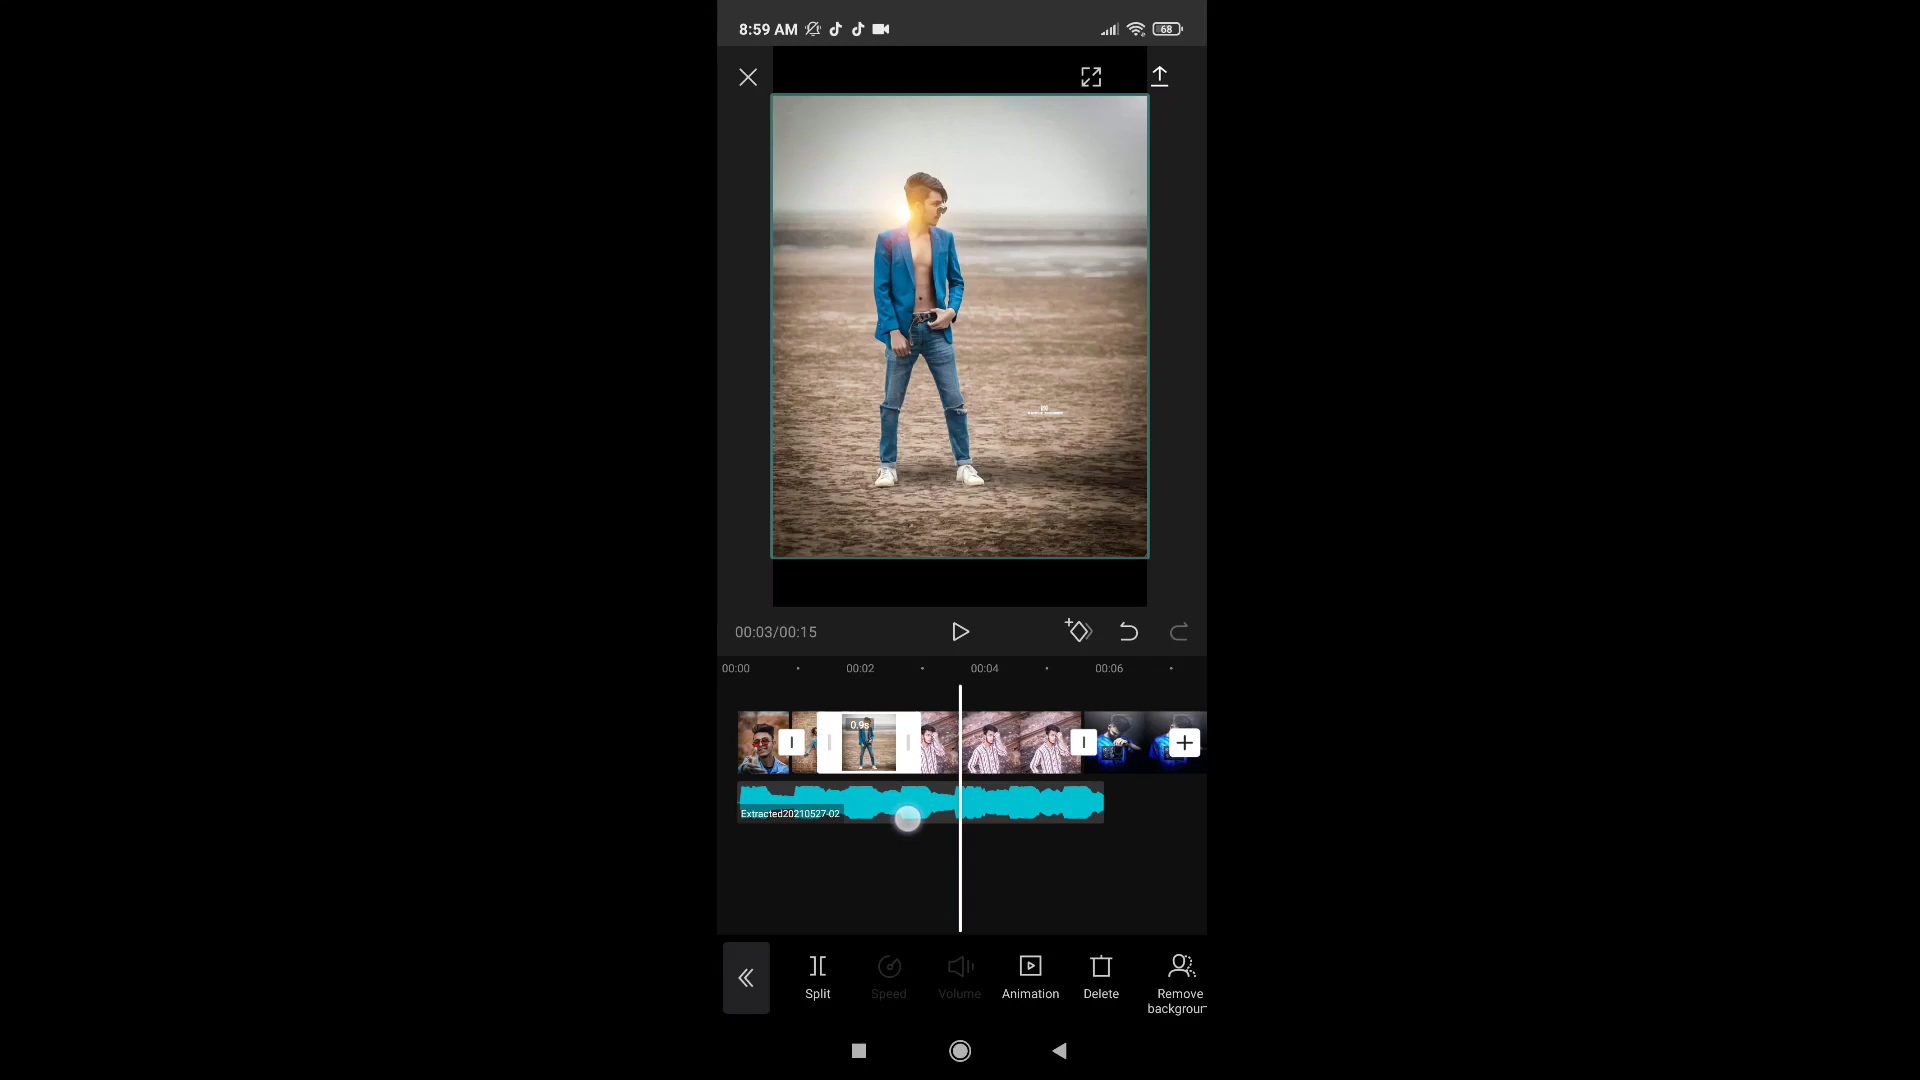 8:59 AM
68
00:03/00:15
00:00
00:02
00:04
00:06
0.9s
Extracted20210527-02
Split
Speed
Volume
Animation
Delete
Remove
backgroun